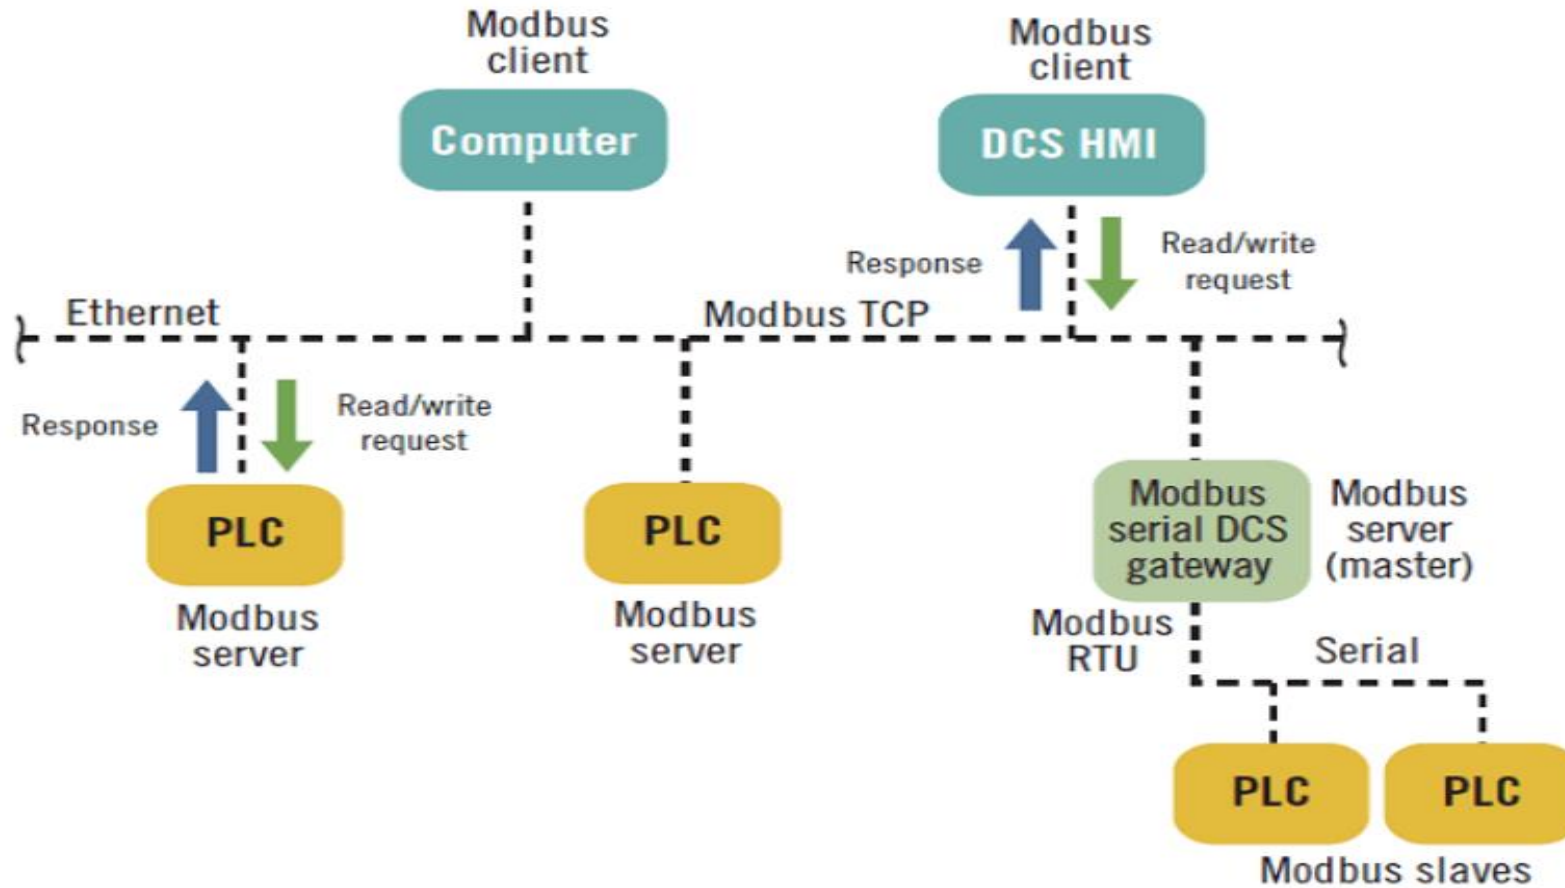 Modbus
client
Computer
Modbus
client
DCS HMI
Response
Read/write
request
Ethernet
Modbus TCP
Response
Read/write
request
PLC
Modbus
server
PLC
Modbus
server
Modbus
serial DCS
gateway
Modbus
server
(master)
Modbus
RTU
Serial
PLC
PLC
Modbus slaves